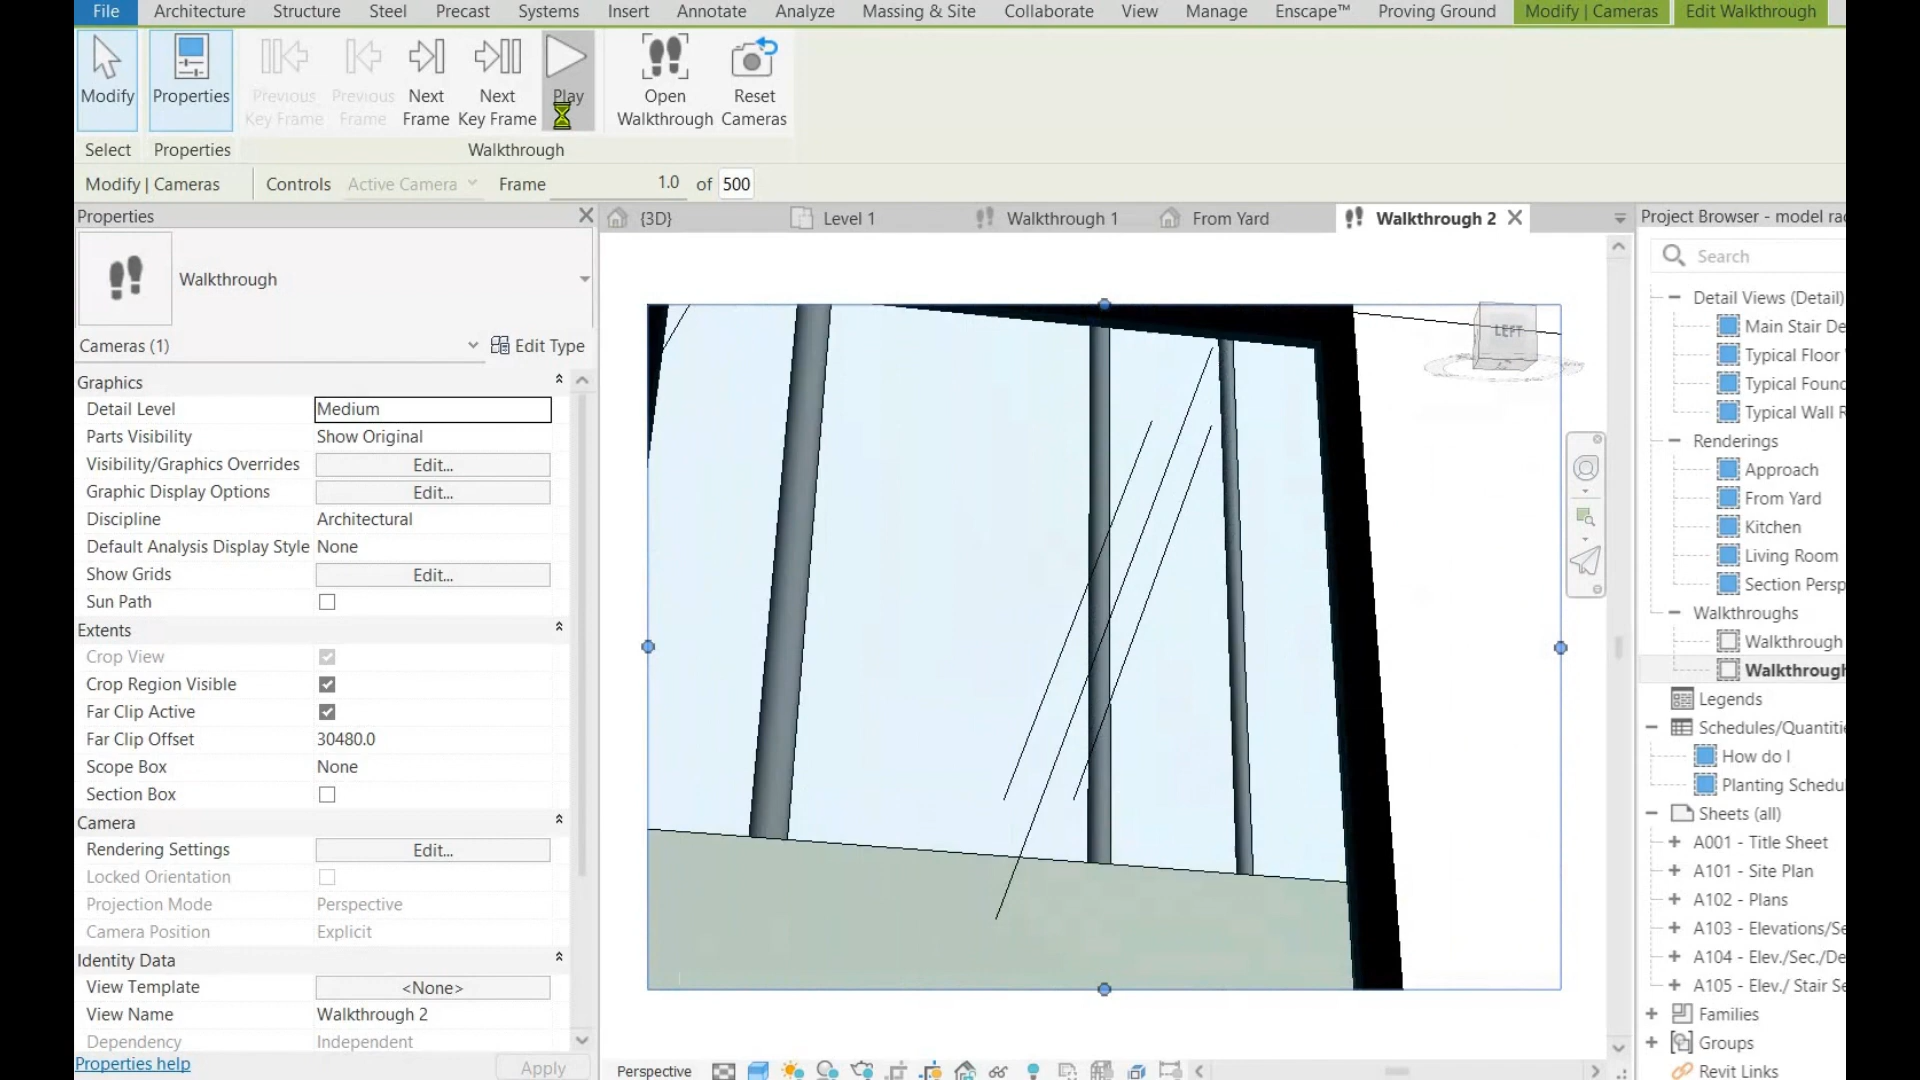 File Architecture Structure Steel Precast Systems Insert Annotate Analyze Massing & Site Collaborate View Manage Enscape™ Proving Ground Modify | Cameras Edit Walkthrough
Modify Properties Previous Key Frame Previous Frame Next Frame Next Key Frame Play Open Walkthrough Reset Cameras
Select Properties Walkthrough
Modify | Cameras Controls Active Camera Frame 1.0 of 500
Properties
{3D} Level 1 Walkthrough 1 From Yard Walkthrough 2
Walkthrough
Cameras (1) Edit Type
Graphics
Detail Level Medium
Parts Visibility Show Original
Visibility/Graphics Overrides Edit...
Graphic Display Options Edit...
Discipline Architectural
Default Analysis Display Style None
Show Grids Edit...
Sun Path
Extents
Crop View
Crop Region Visible
Far Clip Active
Far Clip Offset 30480.0
Scope Box None
Section Box
Camera
Rendering Settings Edit...
Locked Orientation
Projection Mode Perspective
Camera Position Explicit
Identity Data
View Template <None>
View Name Walkthrough 2
Dependency Independent
Properties help Apply
LEFT
Perspective
Project Browser - model rac
Search
Detail Views (Detail)
Main Stair De
Typical Floor
Typical Found
Typical Wall R
Renderings
Approach
From Yard
Kitchen
Living Room
Section Persp
Walkthroughs
Walkthrough
Walkthrough
Legends
Schedules/Quantitie
How do I
Planting Schedu
Sheets (all)
A001 - Title Sheet
A101 - Site Plan
A102 - Plans
A103 - Elevations/Se
A104 - Elev./Sec./De
A105 - Elev./ Stair Se
Families
Groups
Revit Links